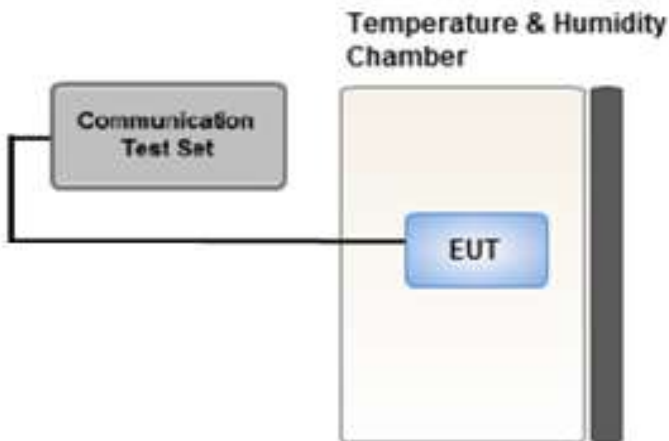 Temperature & Humidity
Chamber
Communication
Test Set
EUT